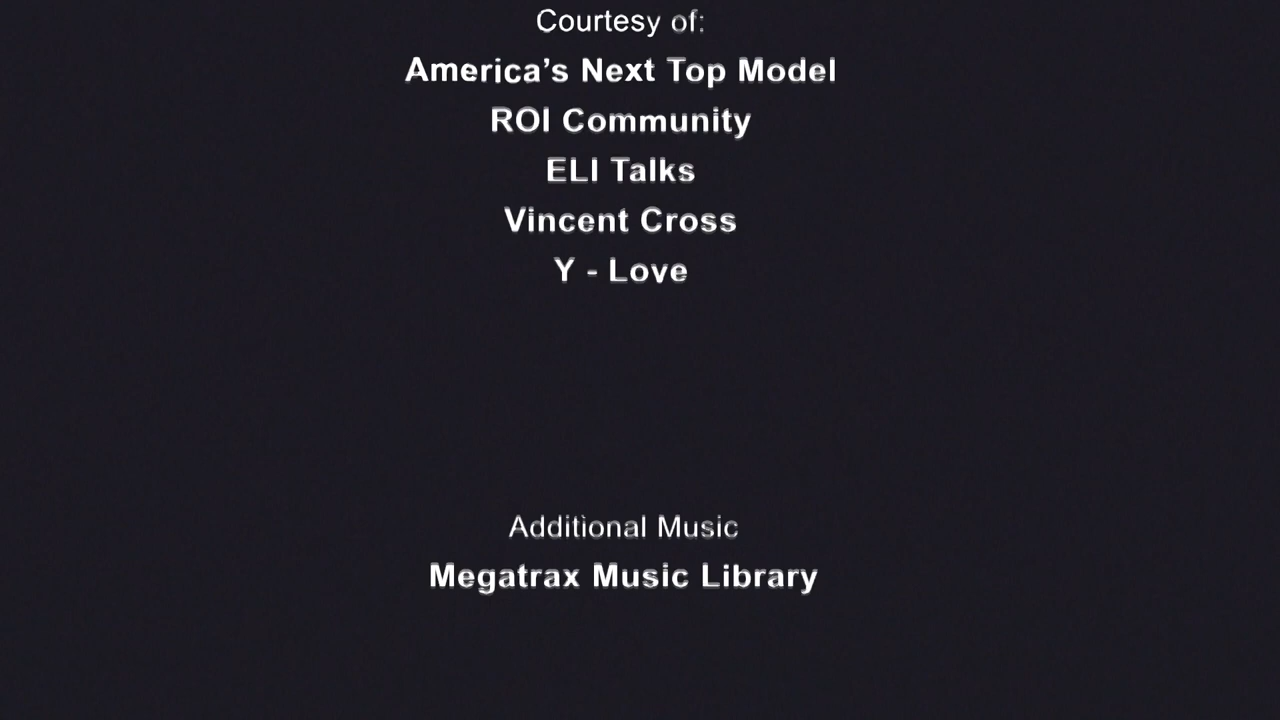 Courtesy of:
America's Next Top Model
ROI Community
ELI Talks
Vincent Cross
Y - Love
Additional Music
Megatrax Music Library